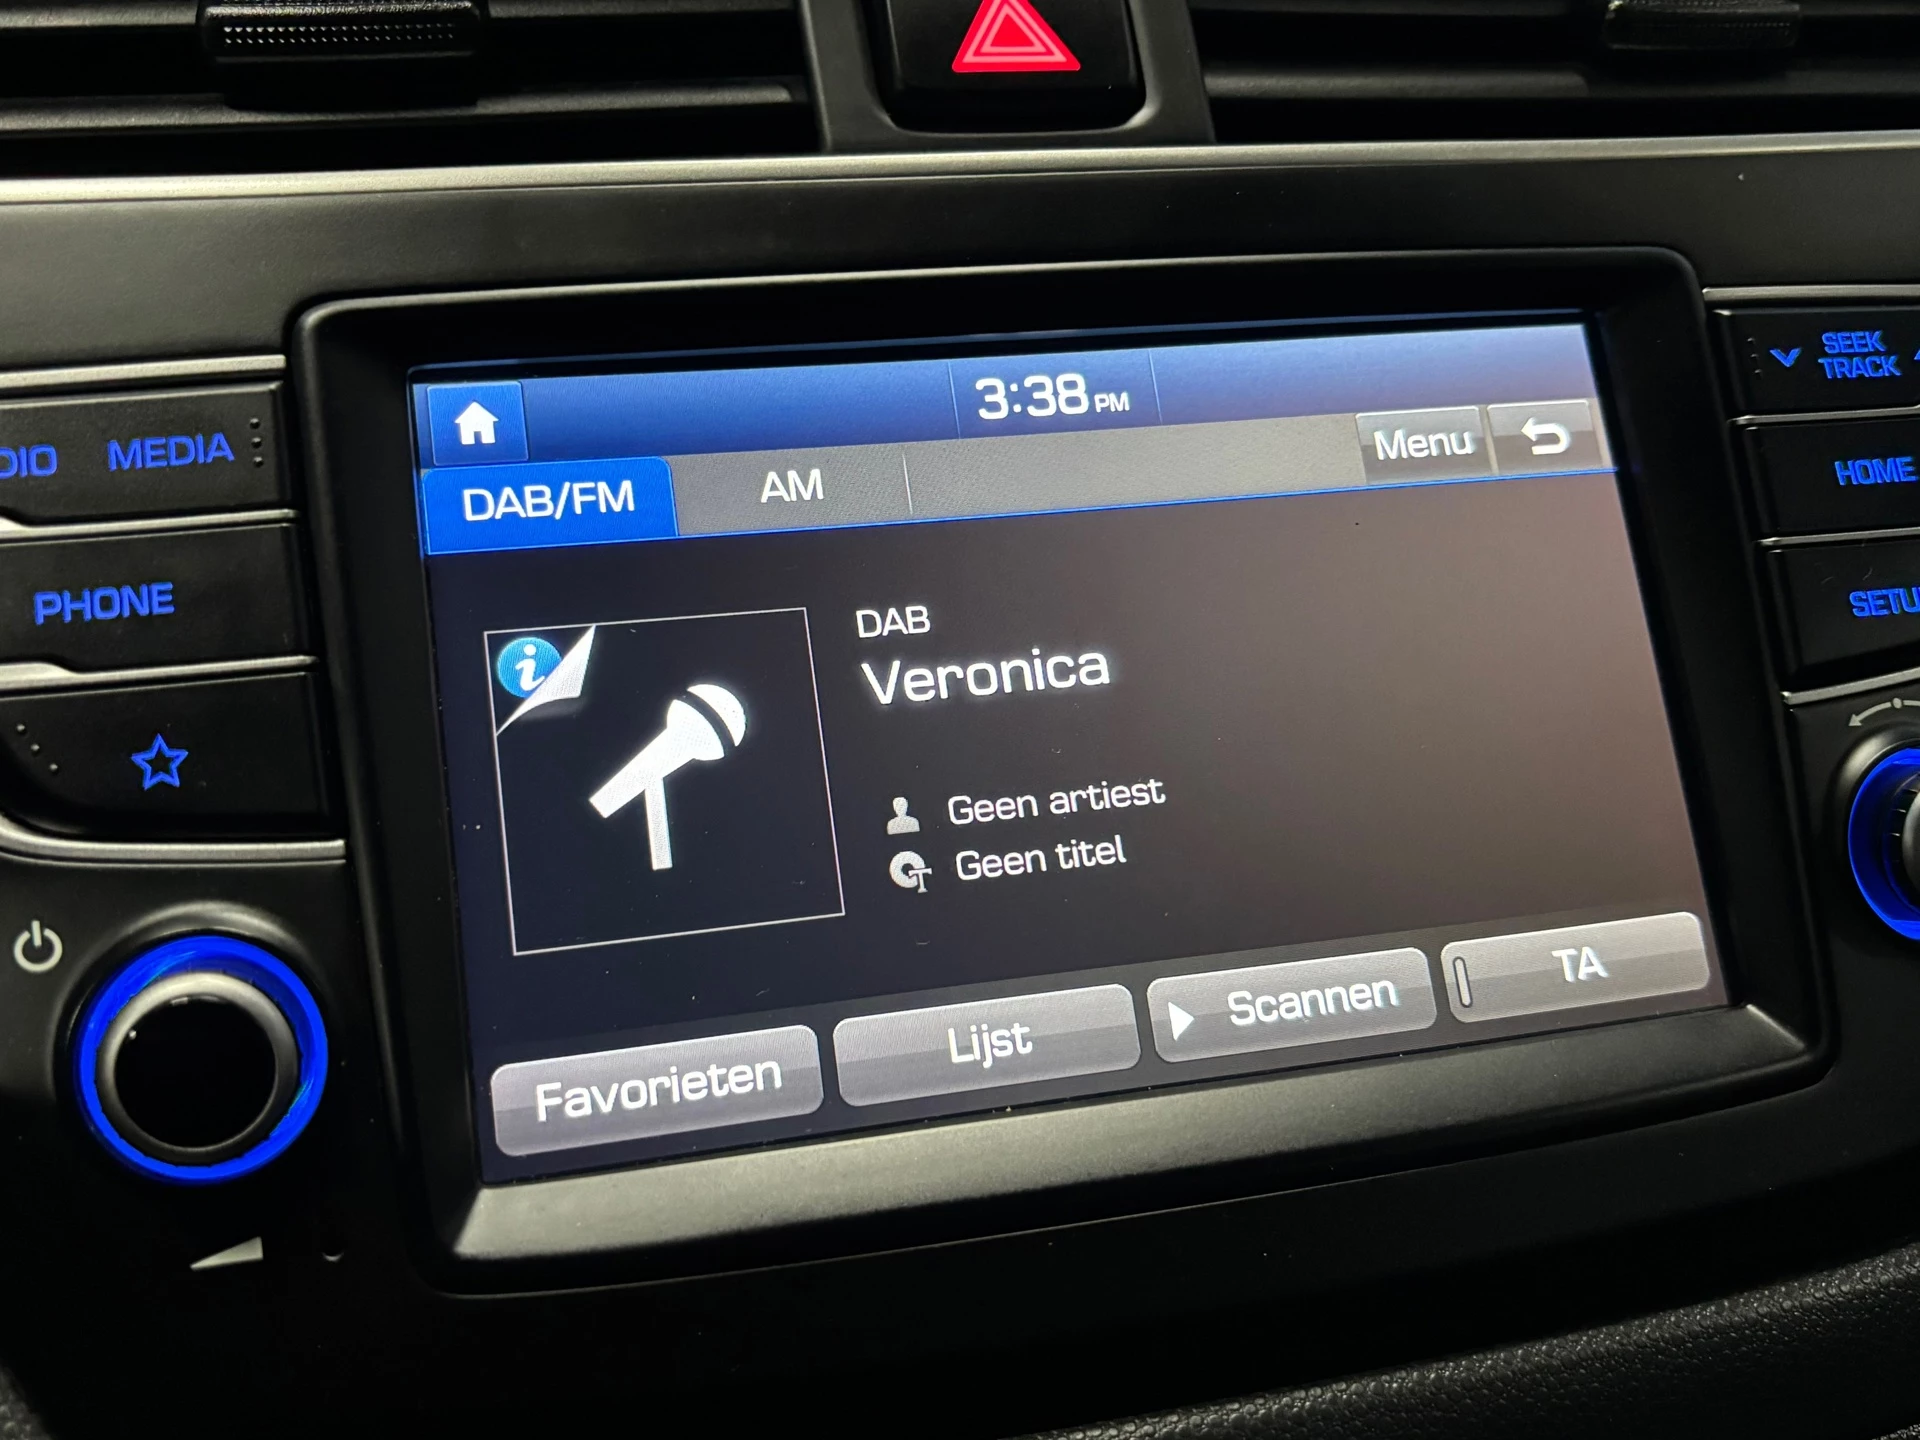 3:38 PM
Menu
DAB/FM
AM
DAB
Veronica
Geen artiest
Geen titel
Favorieten
Lijst
Scannen
TA
MEDIA
PHONE
SEEK
TRACK
HOME